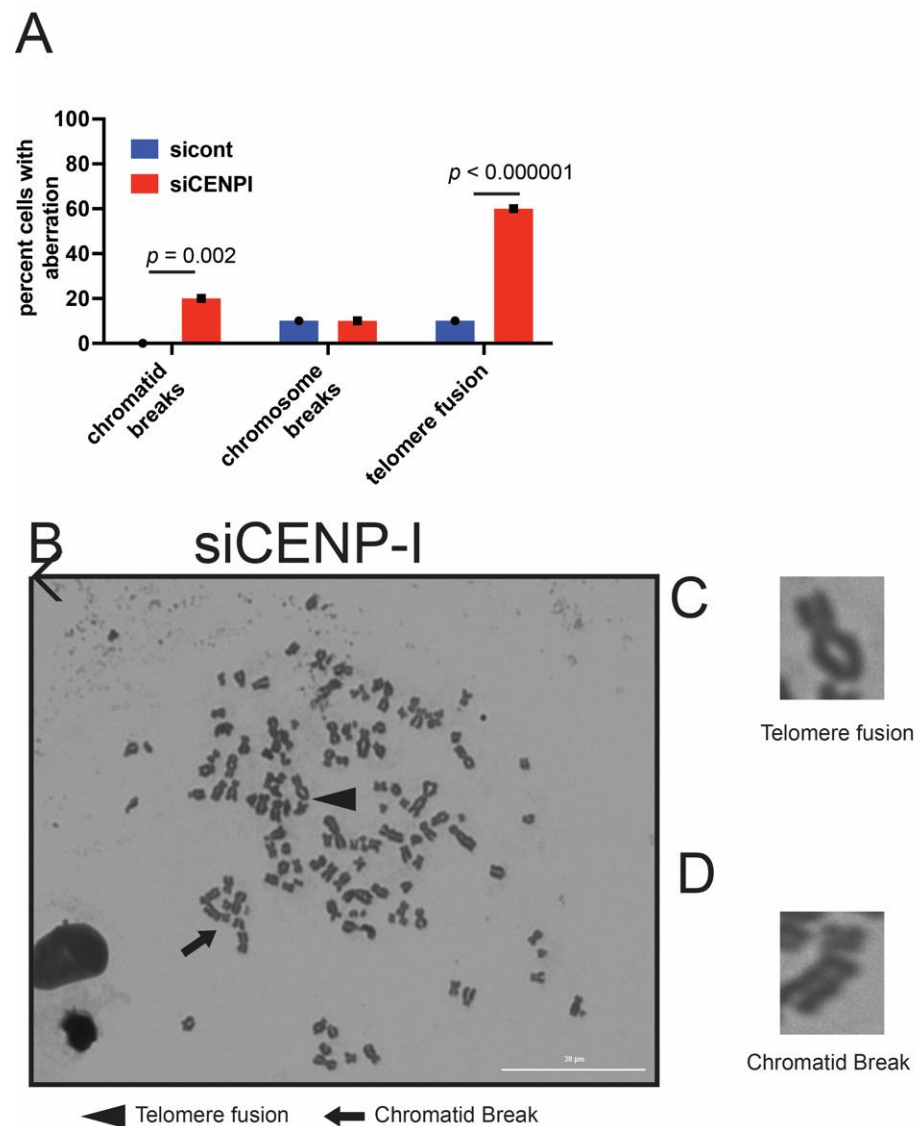 A
100
80
60
40
20
0
percent cells with
aberration
sicont
siCENPI
p = 0.002
p < 0.000001
chromatid
breaks
chromosome
breaks
telomere fusion
B
siCENP-I
C
Telomere fusion
D
Chromatid Break
Telomere fusion
Chromatid Break